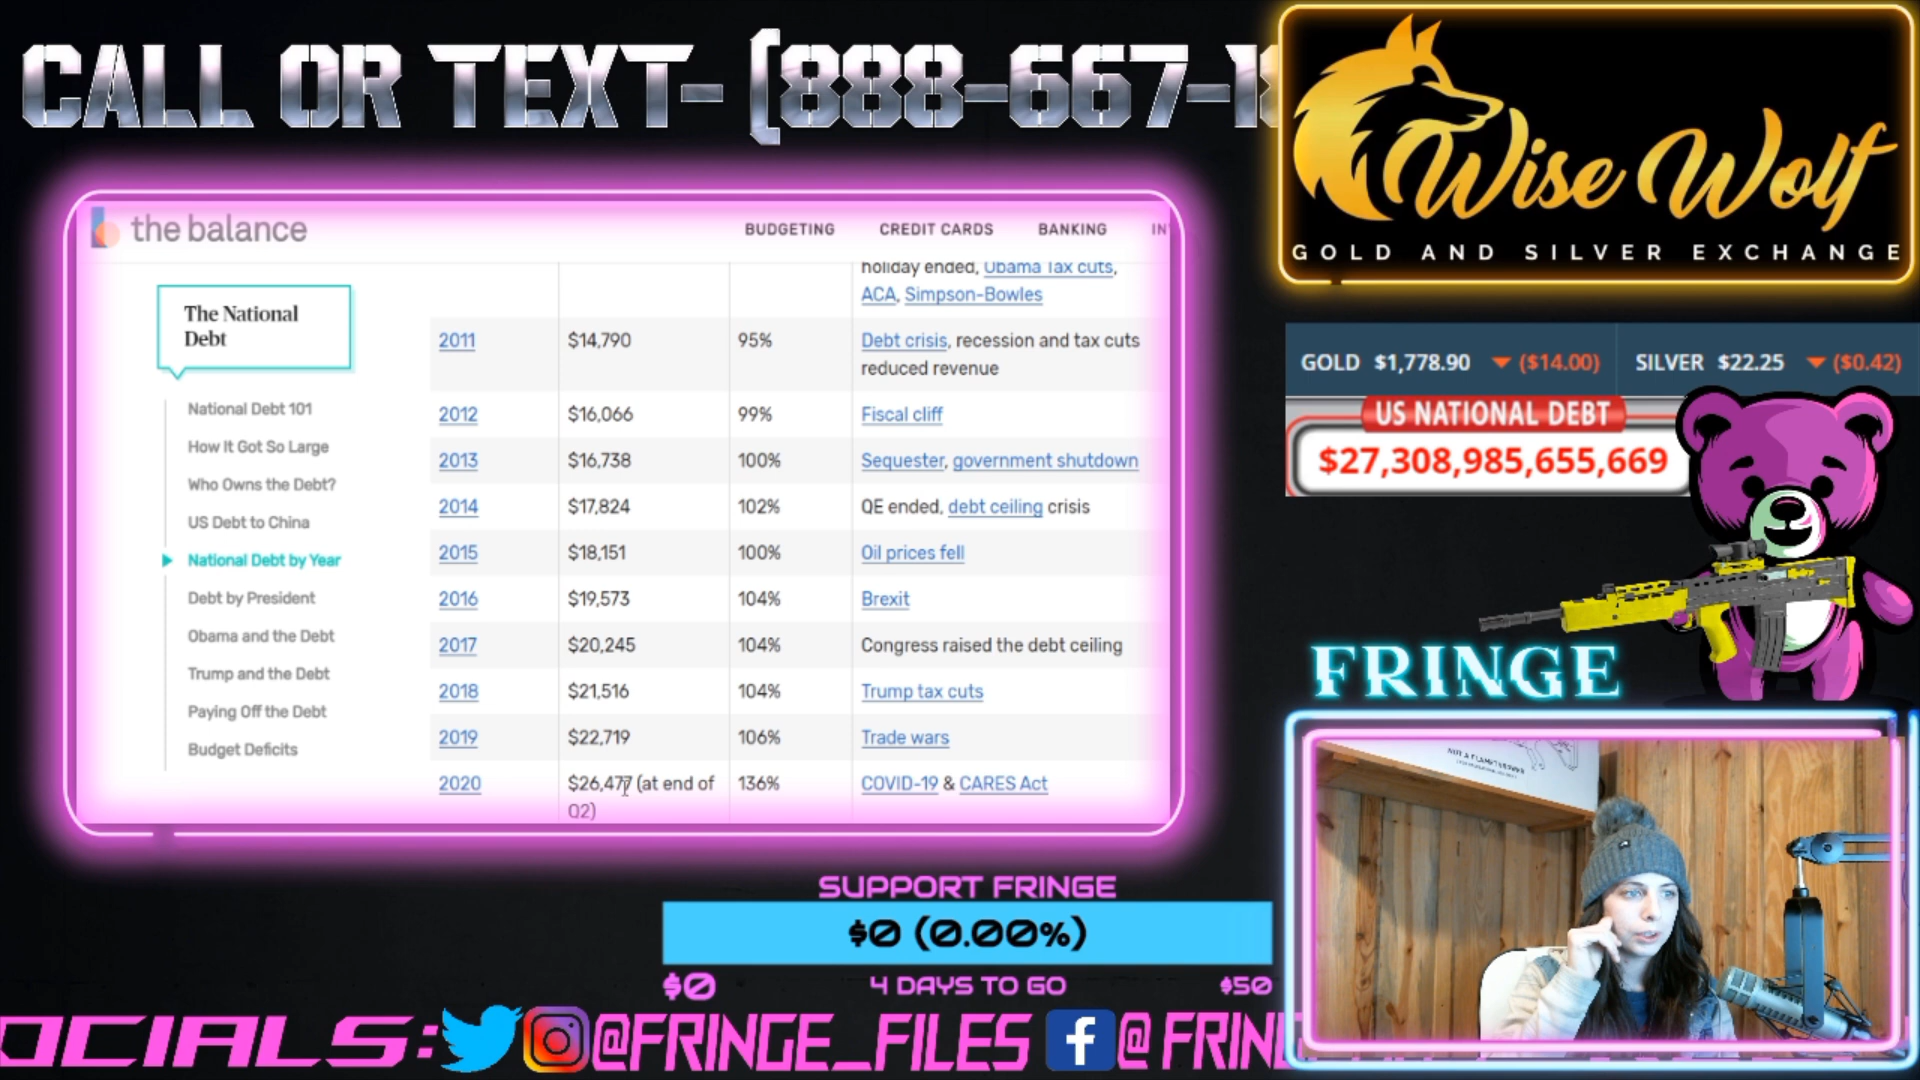 CALL OR TEXT- (888-667-18
Wise Wolf
GOLD AND SILVER EXCHANGE
the balance
BUDGETING CREDIT CARDS BANKING IN
GOLD $1,778.90 ($14.00) SILVER $22.25 ($0.42)
US NATIONAL DEBT
$27,308,985,655,669
FRINGE
The National
Debt
National Debt 101
How It Got So Large
Who Owns the Debt?
US Debt to China
National Debt by Year
Debt by President
Obama and the Debt
Trump and the Debt
Paying Off the Debt
Budget Deficits
holiday ended, Obama Tax cuts,
ACA, Simpson-Bowles
2011 $14,790 95% Debt crisis, recession and tax cuts
reduced revenue
2012 $16,066 99% Fiscal cliff
2013 $16,738 100% Sequester, government shutdown
2014 $17,824 102% QE ended, debt ceiling crisis
2015 $18,151 100% Oil prices fell
2016 $19,573 104% Brexit
2017 $20,245 104% Congress raised the debt ceiling
2018 $21,516 104% Trump tax cuts
2019 $22,719 106% Trade wars
2020 $26,477 (at end of 136% COVID-19 & CARES Act
Q2)
NOT A FLAMETHROWER
SUPPORT FRINGE
$0 (0.00%)
$0 4 DAYS TO GO $50
OCIALS: @FRINGE_FILES @FRIN